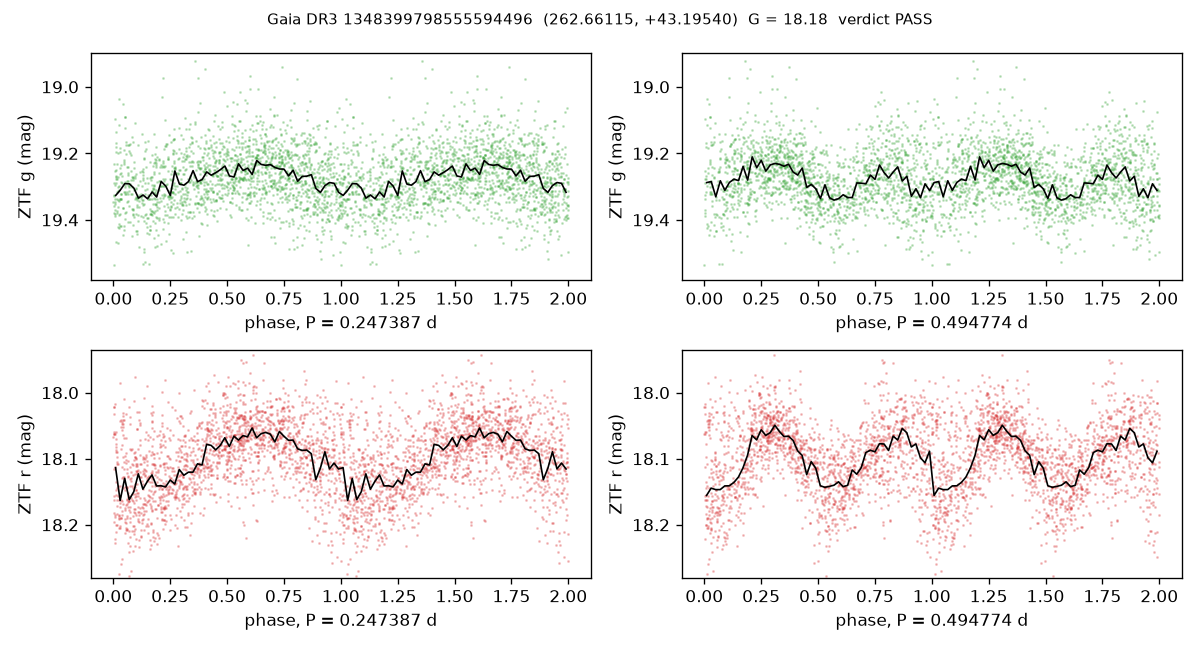 Gaia DR3 1348399798555594496 (262.66115, +43.19540) G = 18.18 verdict PASS
ZTF g (mag)
19.0
19.2
19.4
0.00 0.25 0.50 0.75 1.00 1.25 1.50 1.75 2.00
phase, P = 0.247387 d
ZTF g (mag)
19.0
19.2
19.4
0.00 0.25 0.50 0.75 1.00 1.25 1.50 1.75 2.00
phase, P = 0.494774 d
ZTF r (mag)
18.0
18.1
18.2
0.00 0.25 0.50 0.75 1.00 1.25 1.50 1.75 2.00
phase, P = 0.247387 d
ZTF r (mag)
18.0
18.1
18.2
0.00 0.25 0.50 0.75 1.00 1.25 1.50 1.75 2.00
phase, P = 0.494774 d